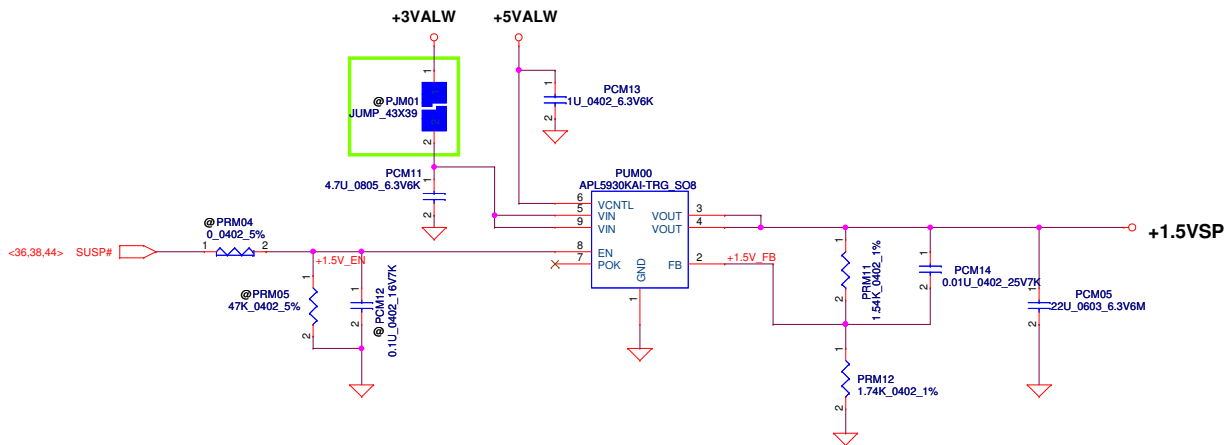 +3VALW
+5VALW
1
@ PJM01
JUMP_43X39
2
1
PCM13
1U_0402_6.3V6K
2
PCM11
4.7U_0805_6.3V6K
1
2
PUM00
APL5930KAI-TRG_SO8
6 VCNTL
5 VIN VOUT 3
9 VIN VOUT 4
8 EN
7 POK FB 2
GND
1
@ PRM04
0_0402_5%
<36,38,44> SUSP#
1 2
+1.5V_EN
1
@ PRM05
47K_0402_5%
2
1
@ PCM12
0.1U_0402_16V7K
2
+1.5V_FB
1
PRM11
1.54K_0402_1%
2
1
PCM14
0.01U_0402_25V7K
2
1
PCM05
22U_0603_6.3V6M
2
+1.5VSP
1
PRM12
1.74K_0402_1%
2